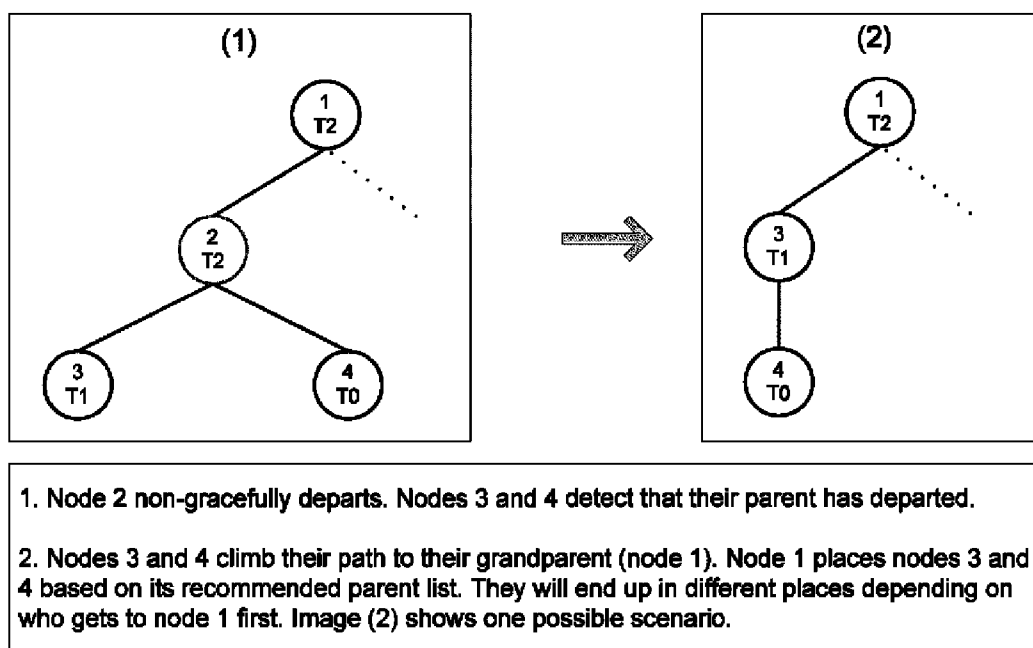 (1)
(2)
1
T2
1
T2
2
T2
3
T1
3
T1
4
T0
4
T0
1. Node 2 non-gracefully departs. Nodes 3 and 4 detect that their parent has departed.
2. Nodes 3 and 4 climb their path to their grandparent (node 1). Node 1 places nodes 3 and
4 based on its recommended parent list. They will end up in different places depending on
who gets to node 1 first. Image (2) shows one possible scenario.